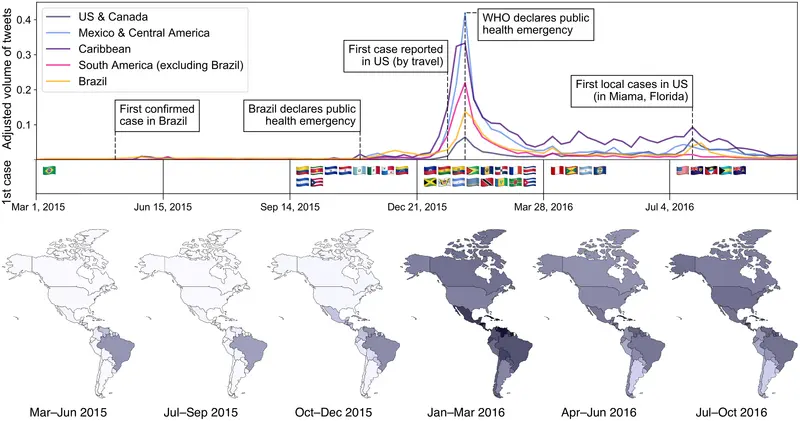 Adjusted volume of tweets
0.4
0.3
0.2
0.1
US & Canada
Mexico & Central America
Caribbean
South America (excluding Brazil)
Brazil
First confirmed
case in Brazil
Brazil declares public
health emergency
First case reported
in US (by travel)
WHO declares public
health emergency
First local cases in US
(in Miama, Florida)
1st case
Mar 1, 2015
Jun 15, 2015
Sep 14, 2015
Dec 21, 2015
Mar 28, 2016
Jul 4, 2016
Mar–Jun 2015
Jul–Sep 2015
Oct–Dec 2015
Jan–Mar 2016
Apr–Jun 2016
Jul–Oct 2016